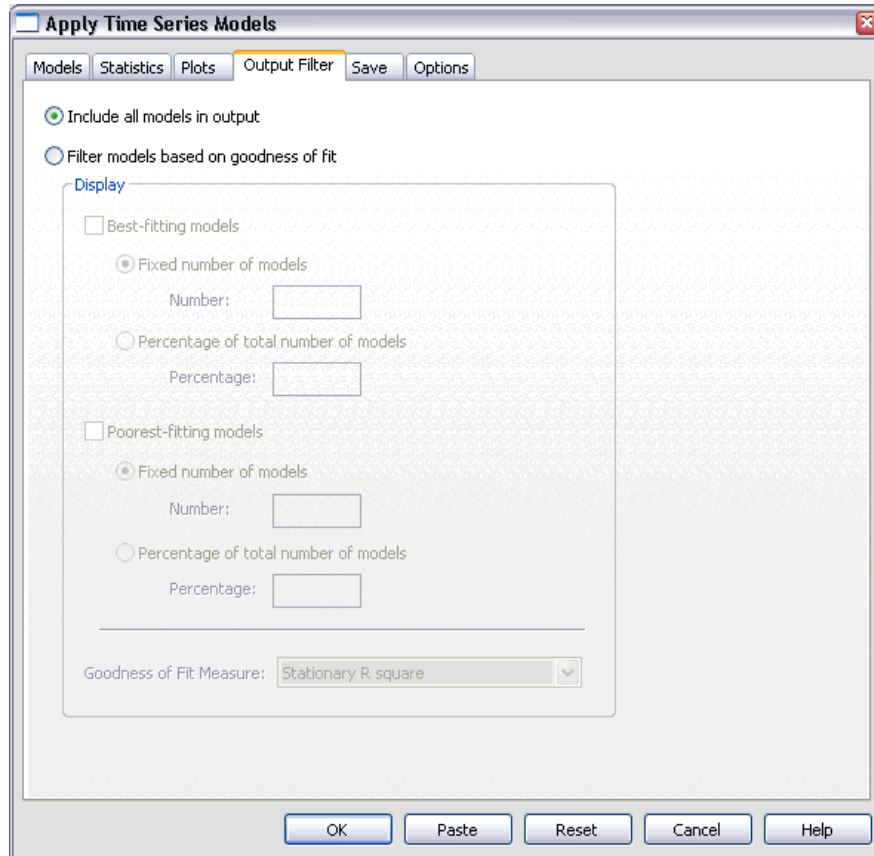 Apply Time Series Models
Models Statistics Plots Output Filter Save Options
Include all models in output
Filter models based on goodness of fit
Display
Best-fitting models
Fixed number of models
Number:
Percentage of total number of models
Percentage:
Poorest-fitting models
Fixed number of models
Number:
Percentage of total number of models
Percentage:
Goodness of Fit Measure: Stationary R square
OK Paste Reset Cancel Help